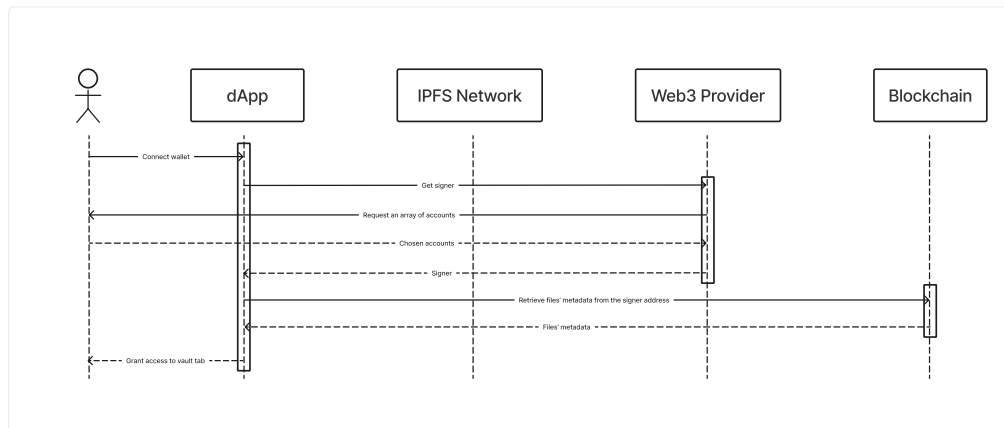 dApp
IPFS Network
Web3 Provider
Blockchain
Connect wallet
Get signer
Request an array of accounts
Chosen accounts
Signer
Retrieve files' metadata from the signer address
Files' metadata
Grant access to vault tab